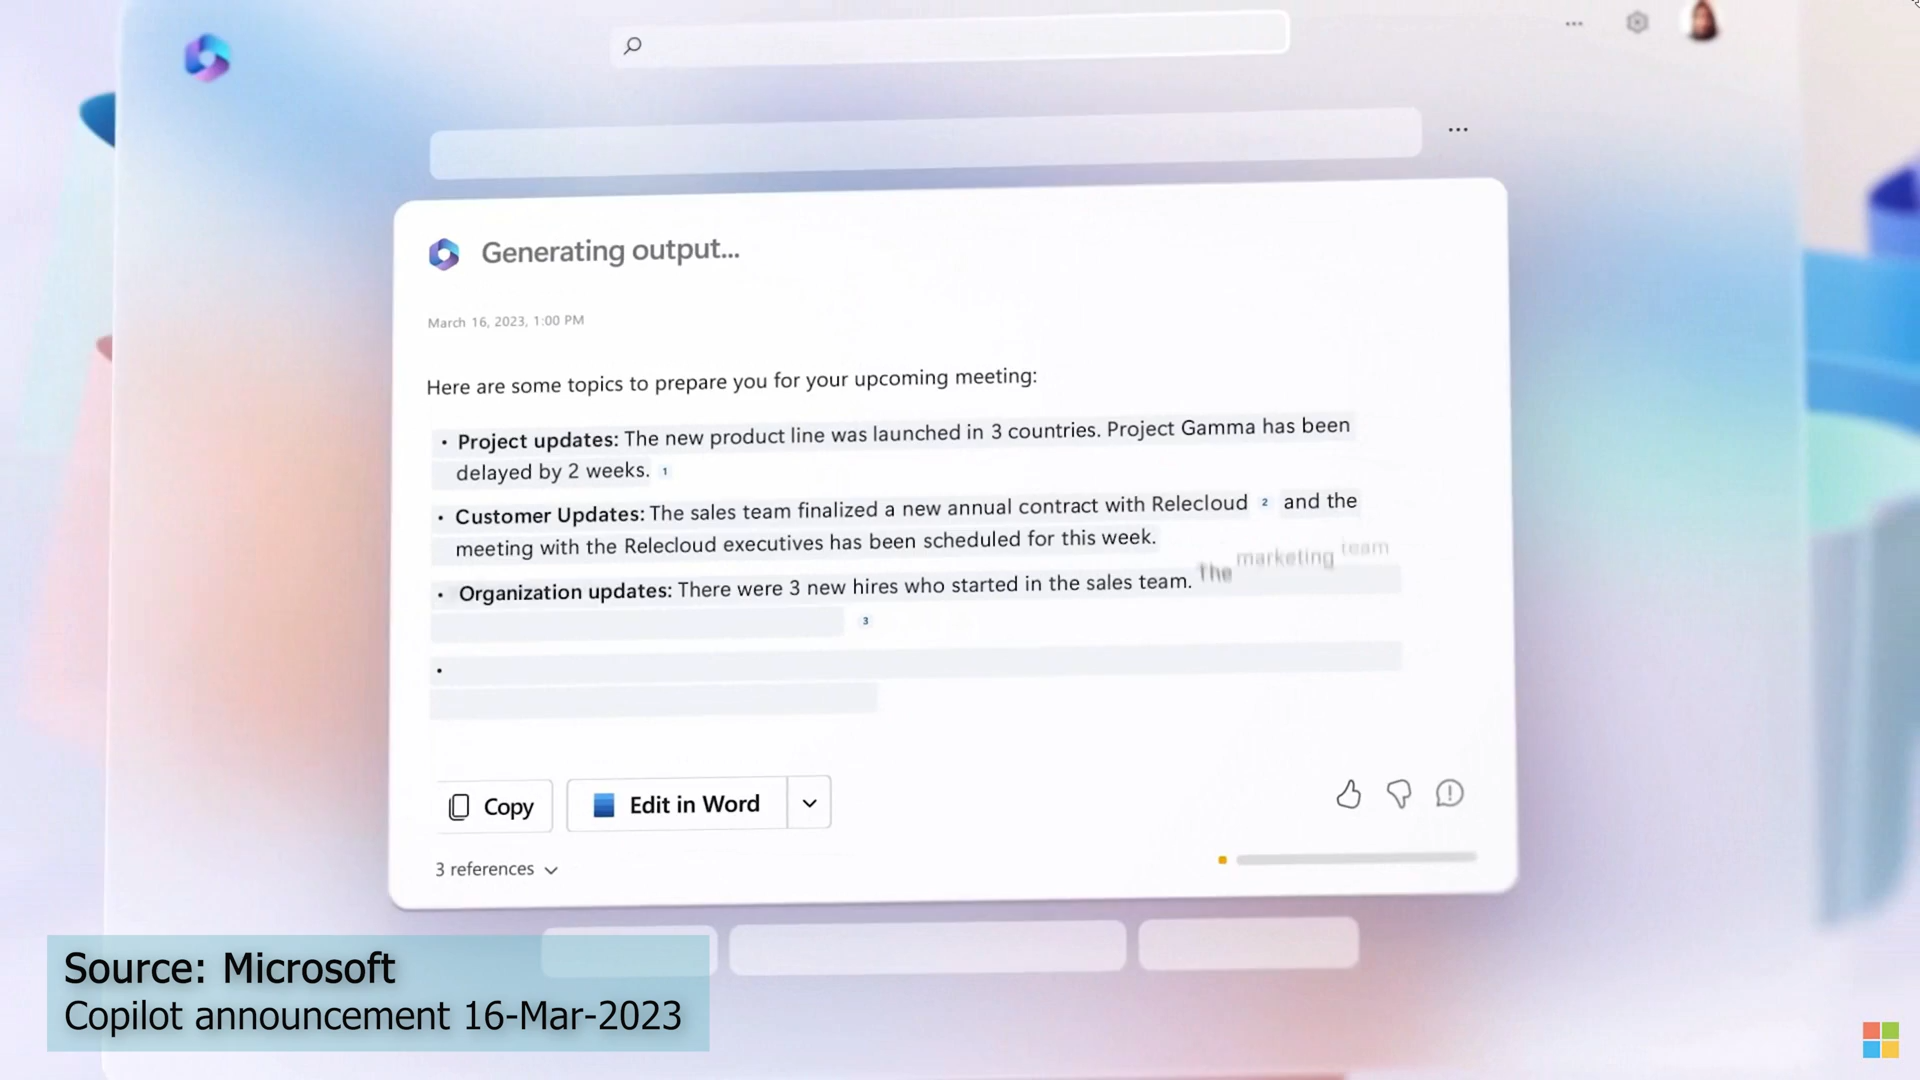 Generating output...
March 16, 2023, 1:00 PM
Here are some topics to prepare you for your upcoming meeting:
• Project updates: The new product line was launched in 3 countries. Project Gamma has been
delayed by 2 weeks. 1
• Customer Updates: The sales team finalized a new annual contract with Relecloud 2 and the
meeting with the Relecloud executives has been scheduled for this week.
• Organization updates: There were 3 new hires who started in the sales team. The marketing team
3
•
Copy
Edit in Word
3 references
Source: Microsoft
Copilot announcement 16-Mar-2023